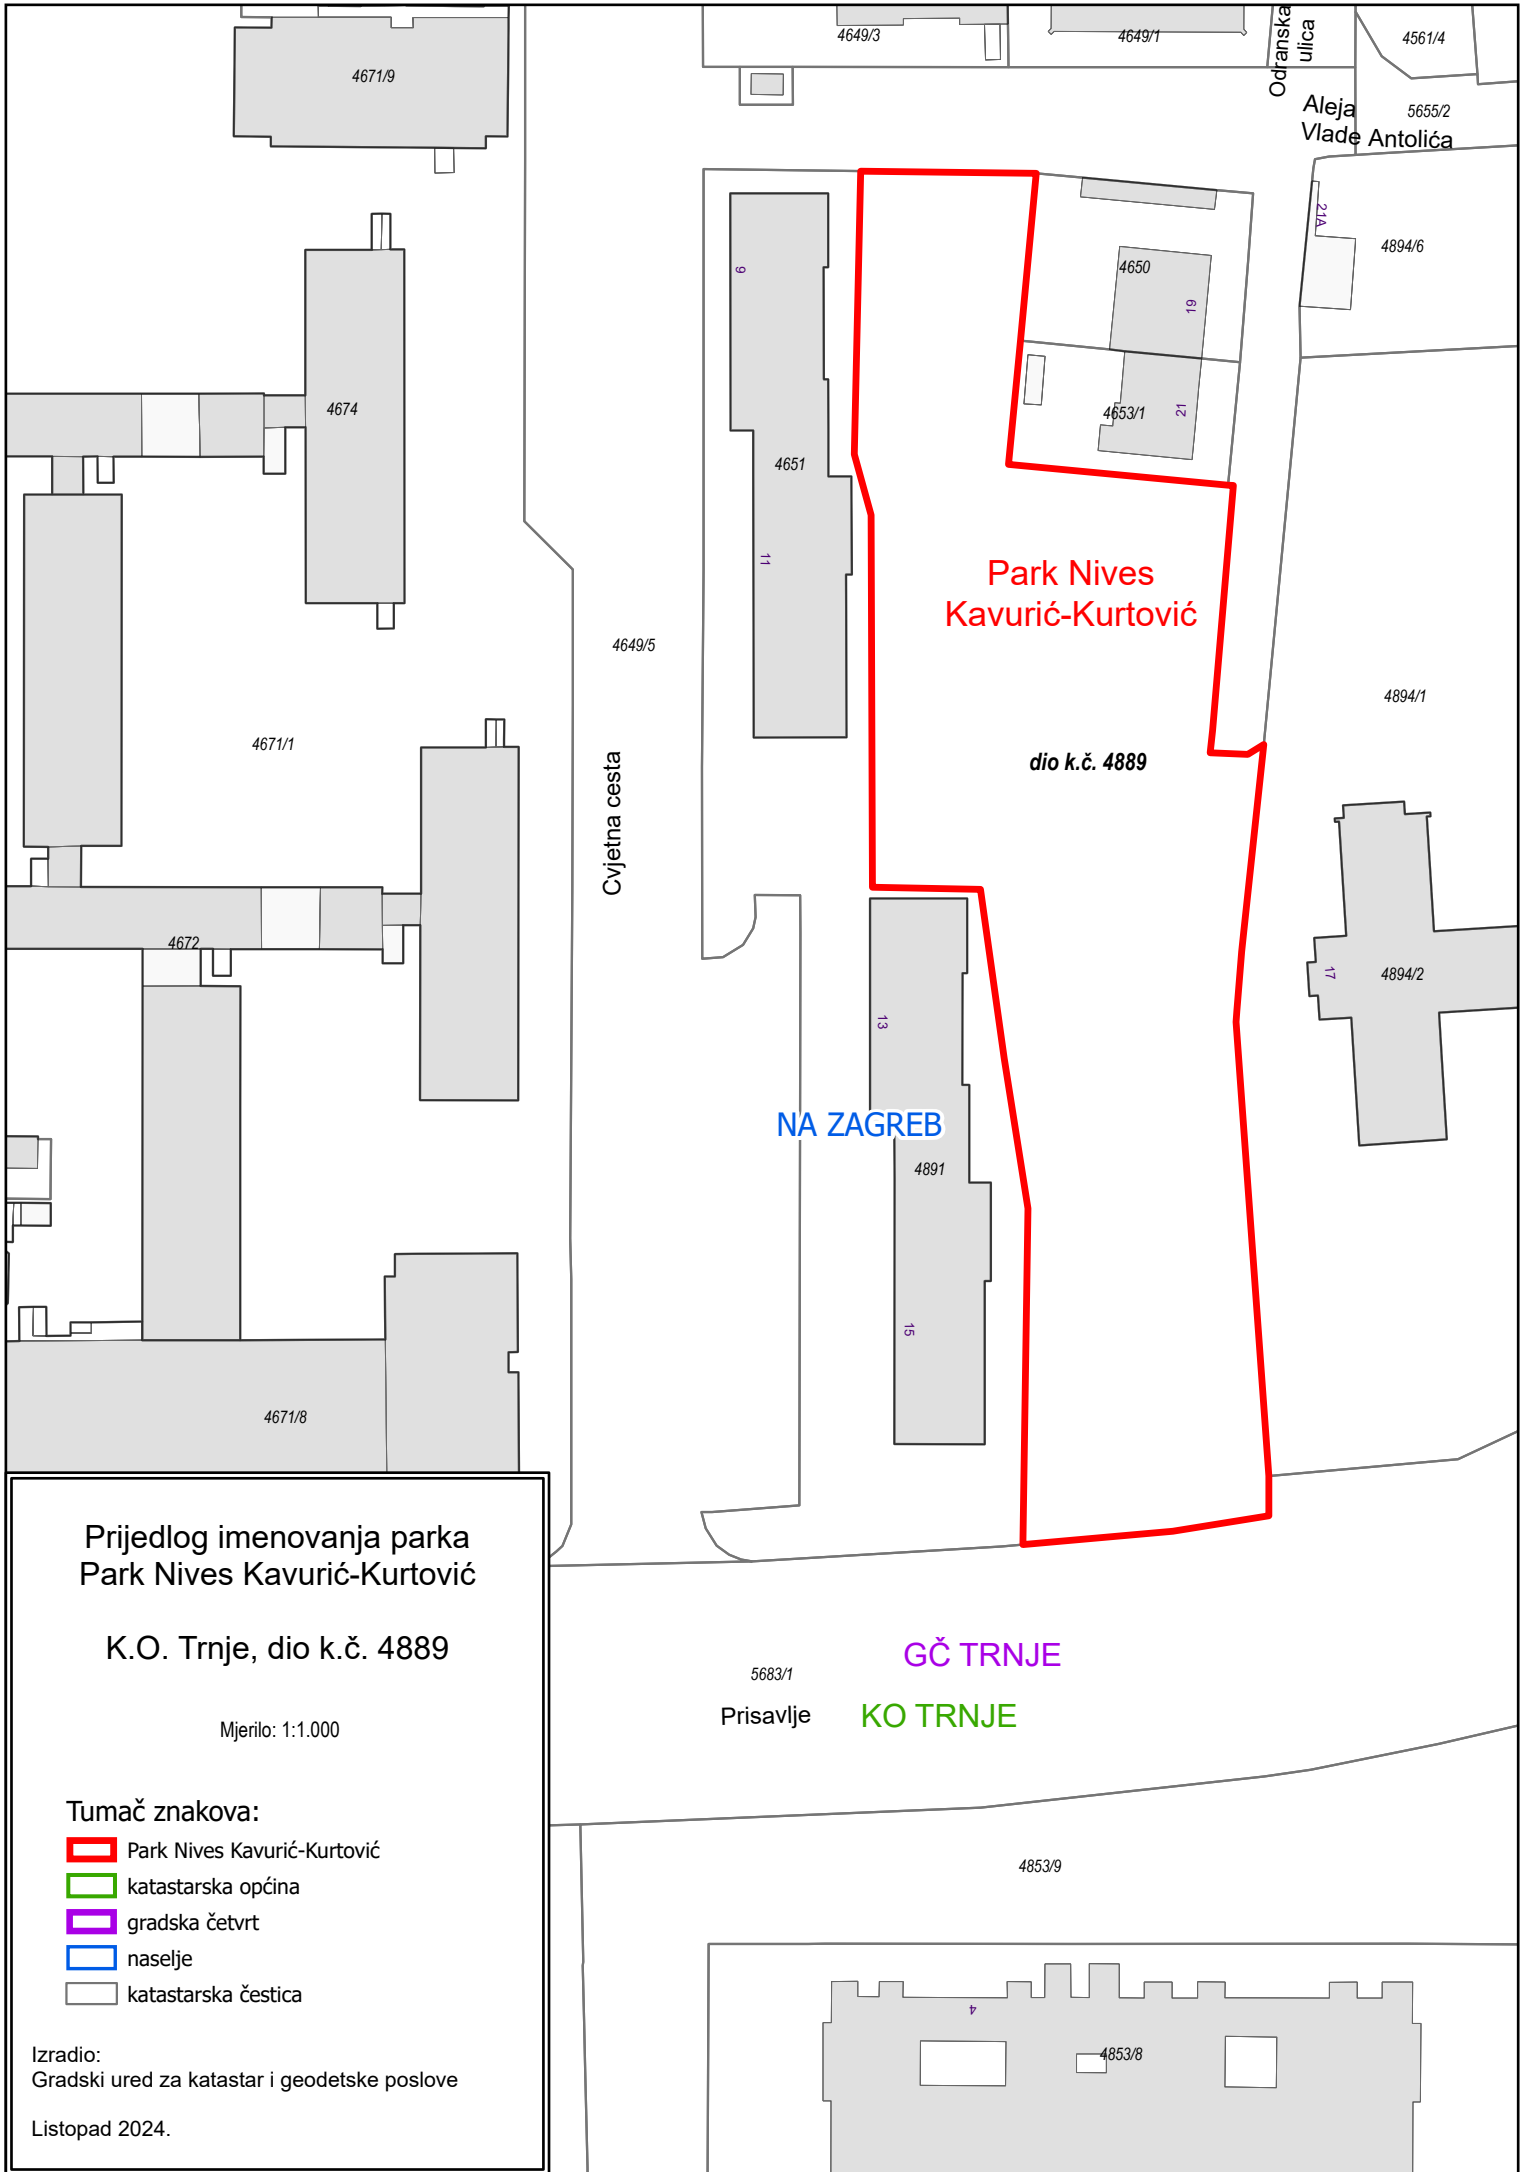 4649/3
4649/1
Odranska
ulica
4561/4
4671/9
Aleja
Vlade Antolića
5655/2
21A
4894/6
9
4650
19
4674
4653/1
21
4651
11
Park Nives
Kavurić-Kurtović
4649/5
4894/1
4671/1
dio k.č. 4889
Cvjetna cesta
4672
17
4894/2
13
NA ZAGREB
4891
15
4671/8
Prijedlog imenovanja parka
Park Nives Kavurić-Kurtović
K.O. Trnje, dio k.č. 4889
Mjerilo: 1:1.000
Tumač znakova:
Park Nives Kavurić-Kurtović
katastarska općina
gradska četvrt
naselje
katastarska čestica
Izradio:
Gradski ured za katastar i geodetske poslove
Listopad 2024.
GČ TRNJE
5683/1
Prisavlje
KO TRNJE
4853/9
4
4853/8